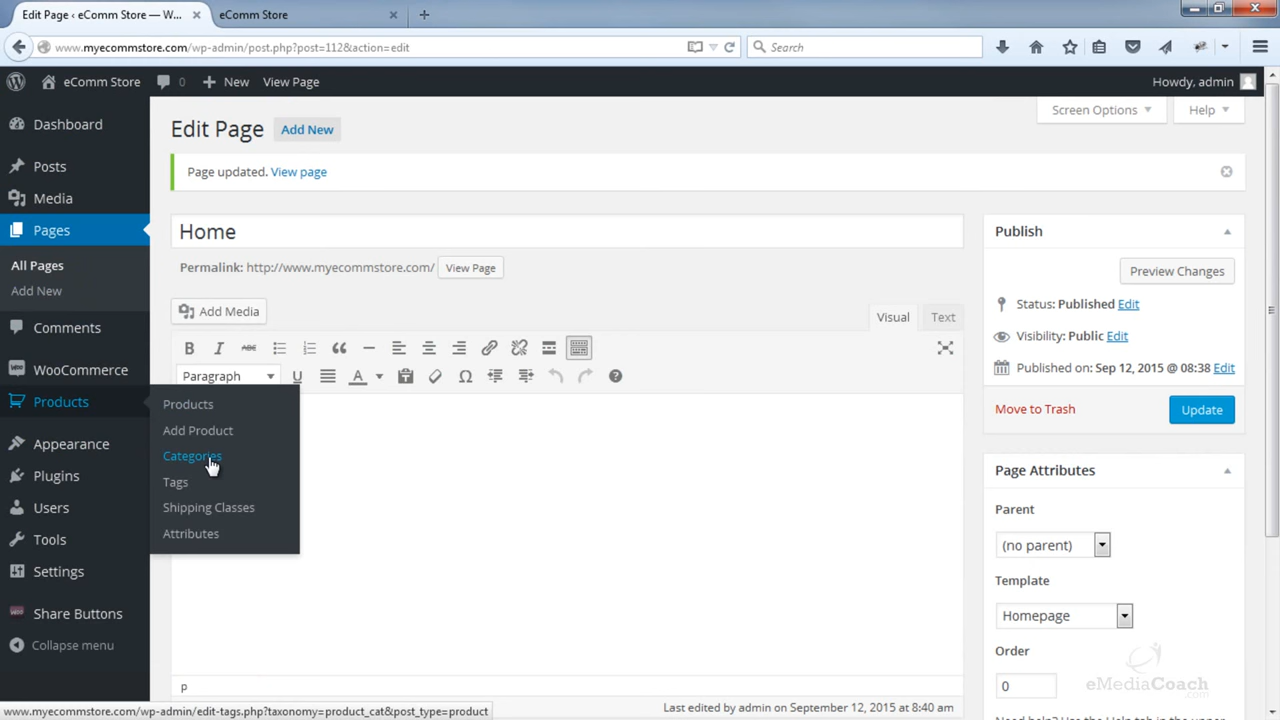 Edit Page ‹ eComm Store — W...
eComm Store
www.myecommstore.com/wp-admin/post.php?post=112&action=edit
Search
eComm Store
0
New
View Page
Howdy, admin
Dashboard
Posts
Media
Pages
All Pages
Add New
Comments
WooCommerce
Products
Appearance
Plugins
Users
Tools
Settings
Share Buttons
Collapse menu
Products
Add Product
Categories
Tags
Shipping Classes
Attributes
Screen Options
Help
Edit Page
Add New
Page updated. View page
Home
Permalink: http://www.myecommstore.com/
View Page
Add Media
Visual
Text
B I ABC
Paragraph
U
A
Ω
p
Last edited by admin on September 12, 2015 at 8:40 am
Publish
Preview Changes
Status: Published Edit
Visibility: Public Edit
Published on: Sep 12, 2015 @ 08:38 Edit
Move to Trash
Update
Page Attributes
Parent
(no parent)
Template
Homepage
Order
0
eMediaCoach
.com
www.myecommstore.com/wp-admin/edit-tags.php?taxonomy=product_cat&post_type=product